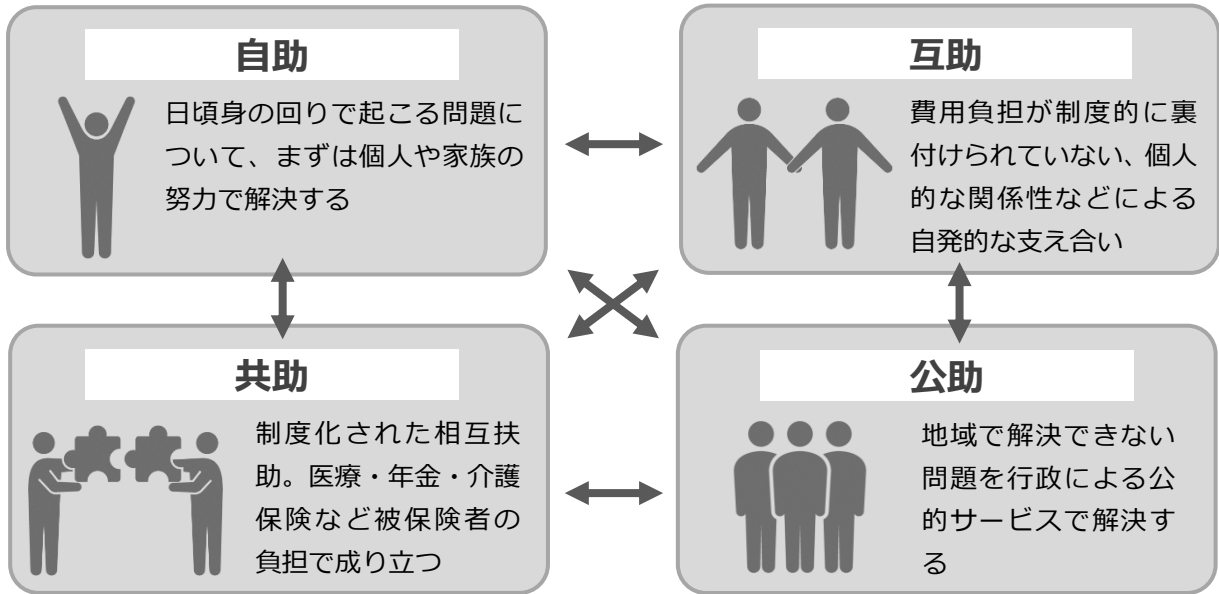 自助
日頃身の回りで起こる問題に
ついて、まずは個人や家族の
努力で解決する
互助
費用負担が制度的に裏
付けられていない、個人
的な関係性などによる
自発的な支え合い
共助
制度化された相互扶
助。医療・年金・介護
保険など被保険者の
負担で成り立つ
公助
地域で解決できない
問題を行政による公
的サービスで解決す
る